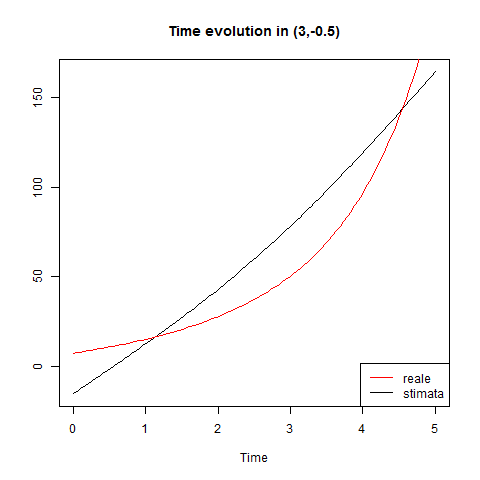 Time evolution in (3,-0.5)
150
100
50
0
reale
stimata
0 1 2 3 4 5
Time